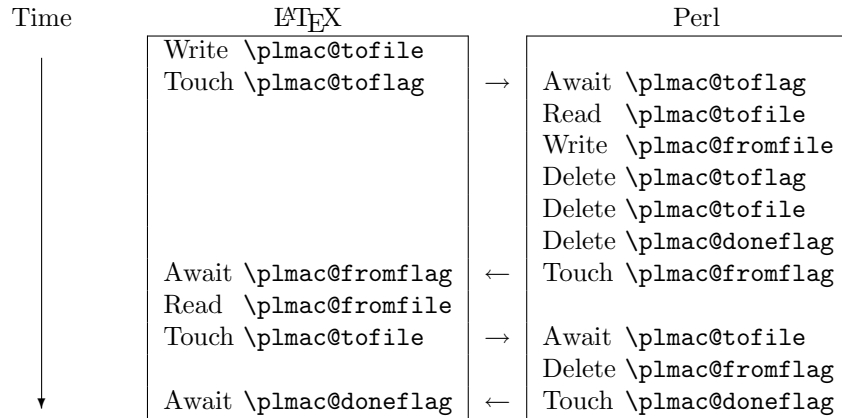 Time LATEX Perl
Write \plmac@tofile
Touch \plmac@toflag → Await \plmac@toflag
Read \plmac@tofile
Write \plmac@fromfile
Delete \plmac@toflag
Delete \plmac@tofile
Delete \plmac@doneflag
Await \plmac@fromflag ← Touch \plmac@fromflag
Read \plmac@fromfile
Touch \plmac@tofile → Await \plmac@tofile
Delete \plmac@fromflag
Await \plmac@doneflag ← Touch \plmac@doneflag